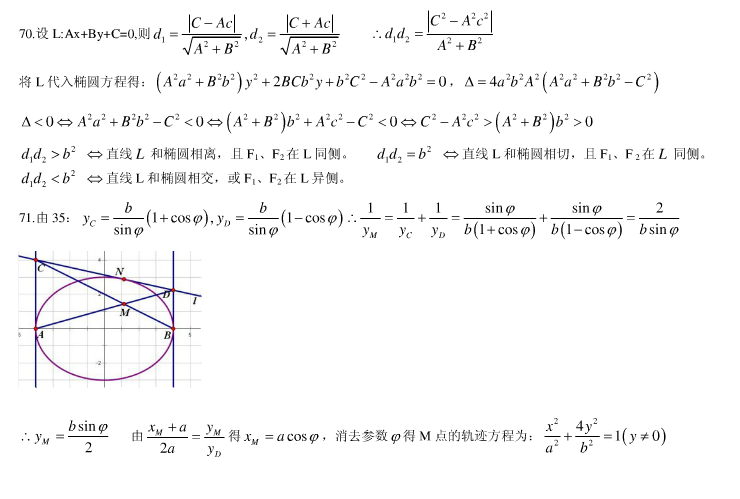 70.设 L:Ax+By+C=0,则 d₁ = |C − Ac| / √(A² + B²), d₂ = |C + Ac| / √(A² + B²) ∴ d₁d₂ = |C² − A²c²| / (A² + B²)
将 L 代入椭圆方程得：(A²a² + B²b²)y² + 2BCb²y + b²C² − A²a²b² = 0，Δ = 4a²b²A²(A²a² + B²b² − C²)
Δ < 0 ⇔ A²a² + B²b² − C² < 0 ⇔ (A² + B²)b² + A²c² − C² < 0 ⇔ C² − A²c² > (A² + B²)b² > 0
d₁d₂ > b² ⇔ 直线 L 和椭圆相离，且 F₁、F₂ 在 L 同侧。 d₁d₂ = b² ⇔ 直线 L 和椭圆相切，且 F₁、F₂ 在 L 同侧。
d₁d₂ < b² ⇔ 直线 L 和椭圆相交，或 F₁、F₂ 在 L 异侧。
71.由 35： y_C = b/sinφ (1 + cosφ), y_D = b/sinφ (1 − cosφ) ∴ 1/y_M = 1/y_C + 1/y_D = sinφ / b(1 + cosφ) + sinφ / b(1 − cosφ) = 2 / b sinφ
4
C
N
D
l
2
M
A
B
5
-2
∴ y_M = b sinφ / 2 由 (x_M + a) / 2a = y_M / y_D 得 x_M = a cosφ，消去参数 φ 得 M 点的轨迹方程为： x²/a² + 4y²/b² = 1(y ≠ 0)